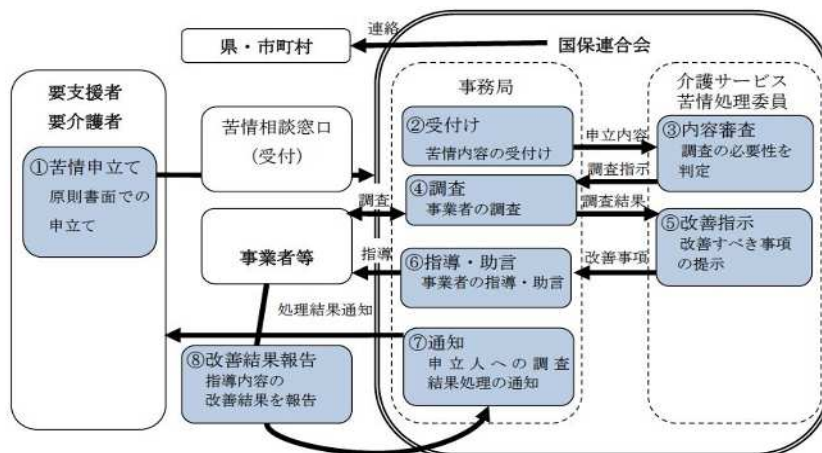 県・市町村
連絡
国保連合会
要支援者
要介護者
①苦情申立て
原則書面での
申立て
苦情相談窓口
（受付）
事務局
②受付け
苦情内容の受付け
申立内容
介護サービス
苦情処理委員
③内容審査
調査の必要性を
判定
調査指示
④調査
事業者の調査
調査
調査結果
⑤改善指示
改善すべき事項
の提示
改善事項
事業者等
指導
⑥指導・助言
事業者の指導・助言
処理結果通知
⑦通知
申立人への調査
結果処理の通知
⑧改善結果報告
指導内容の
改善結果を報告